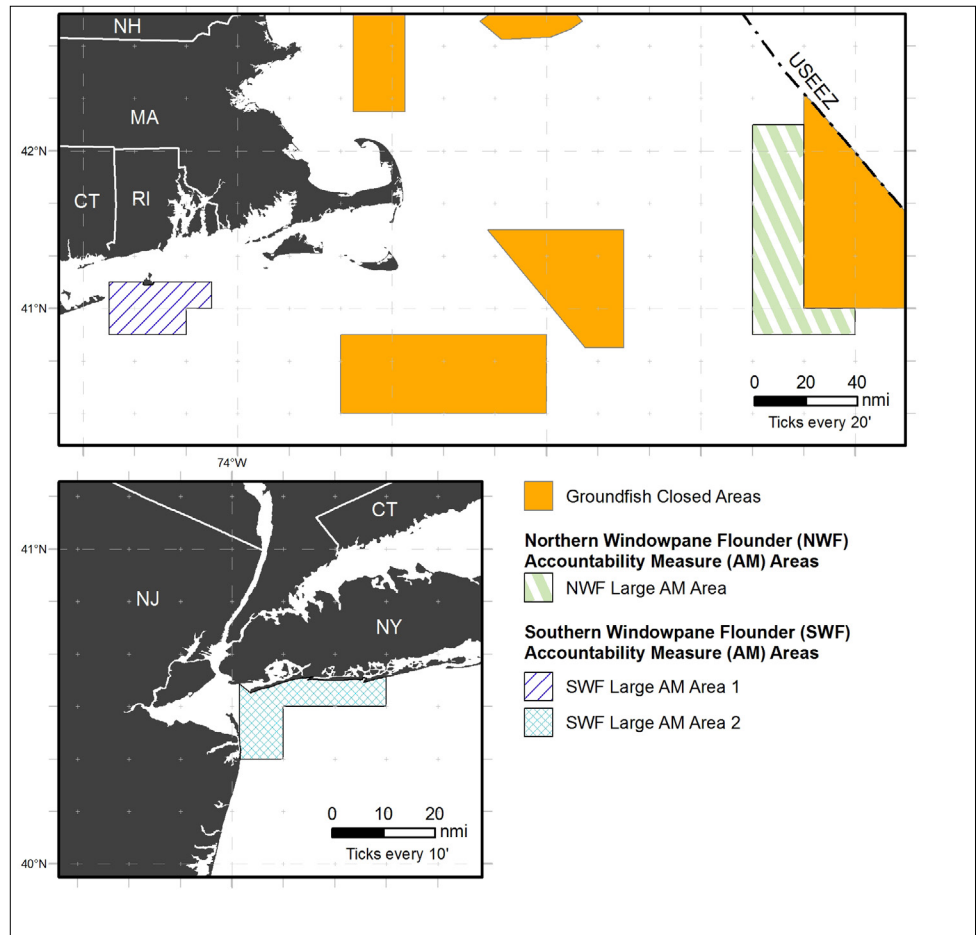 NH
USEEZ
MA
42°N
CT
RI
41°N
0 20 40
nmi
Ticks every 20'
74°W
CT
41°N
NJ
NY
0 10 20
nmi
Ticks every 10'
40°N
Groundfish Closed Areas
Northern Windowpane Flounder (NWF)
Accountability Measure (AM) Areas
NWF Large AM Area
Southern Windowpane Flounder (SWF)
Accountability Measure (AM) Areas
SWF Large AM Area 1
SWF Large AM Area 2